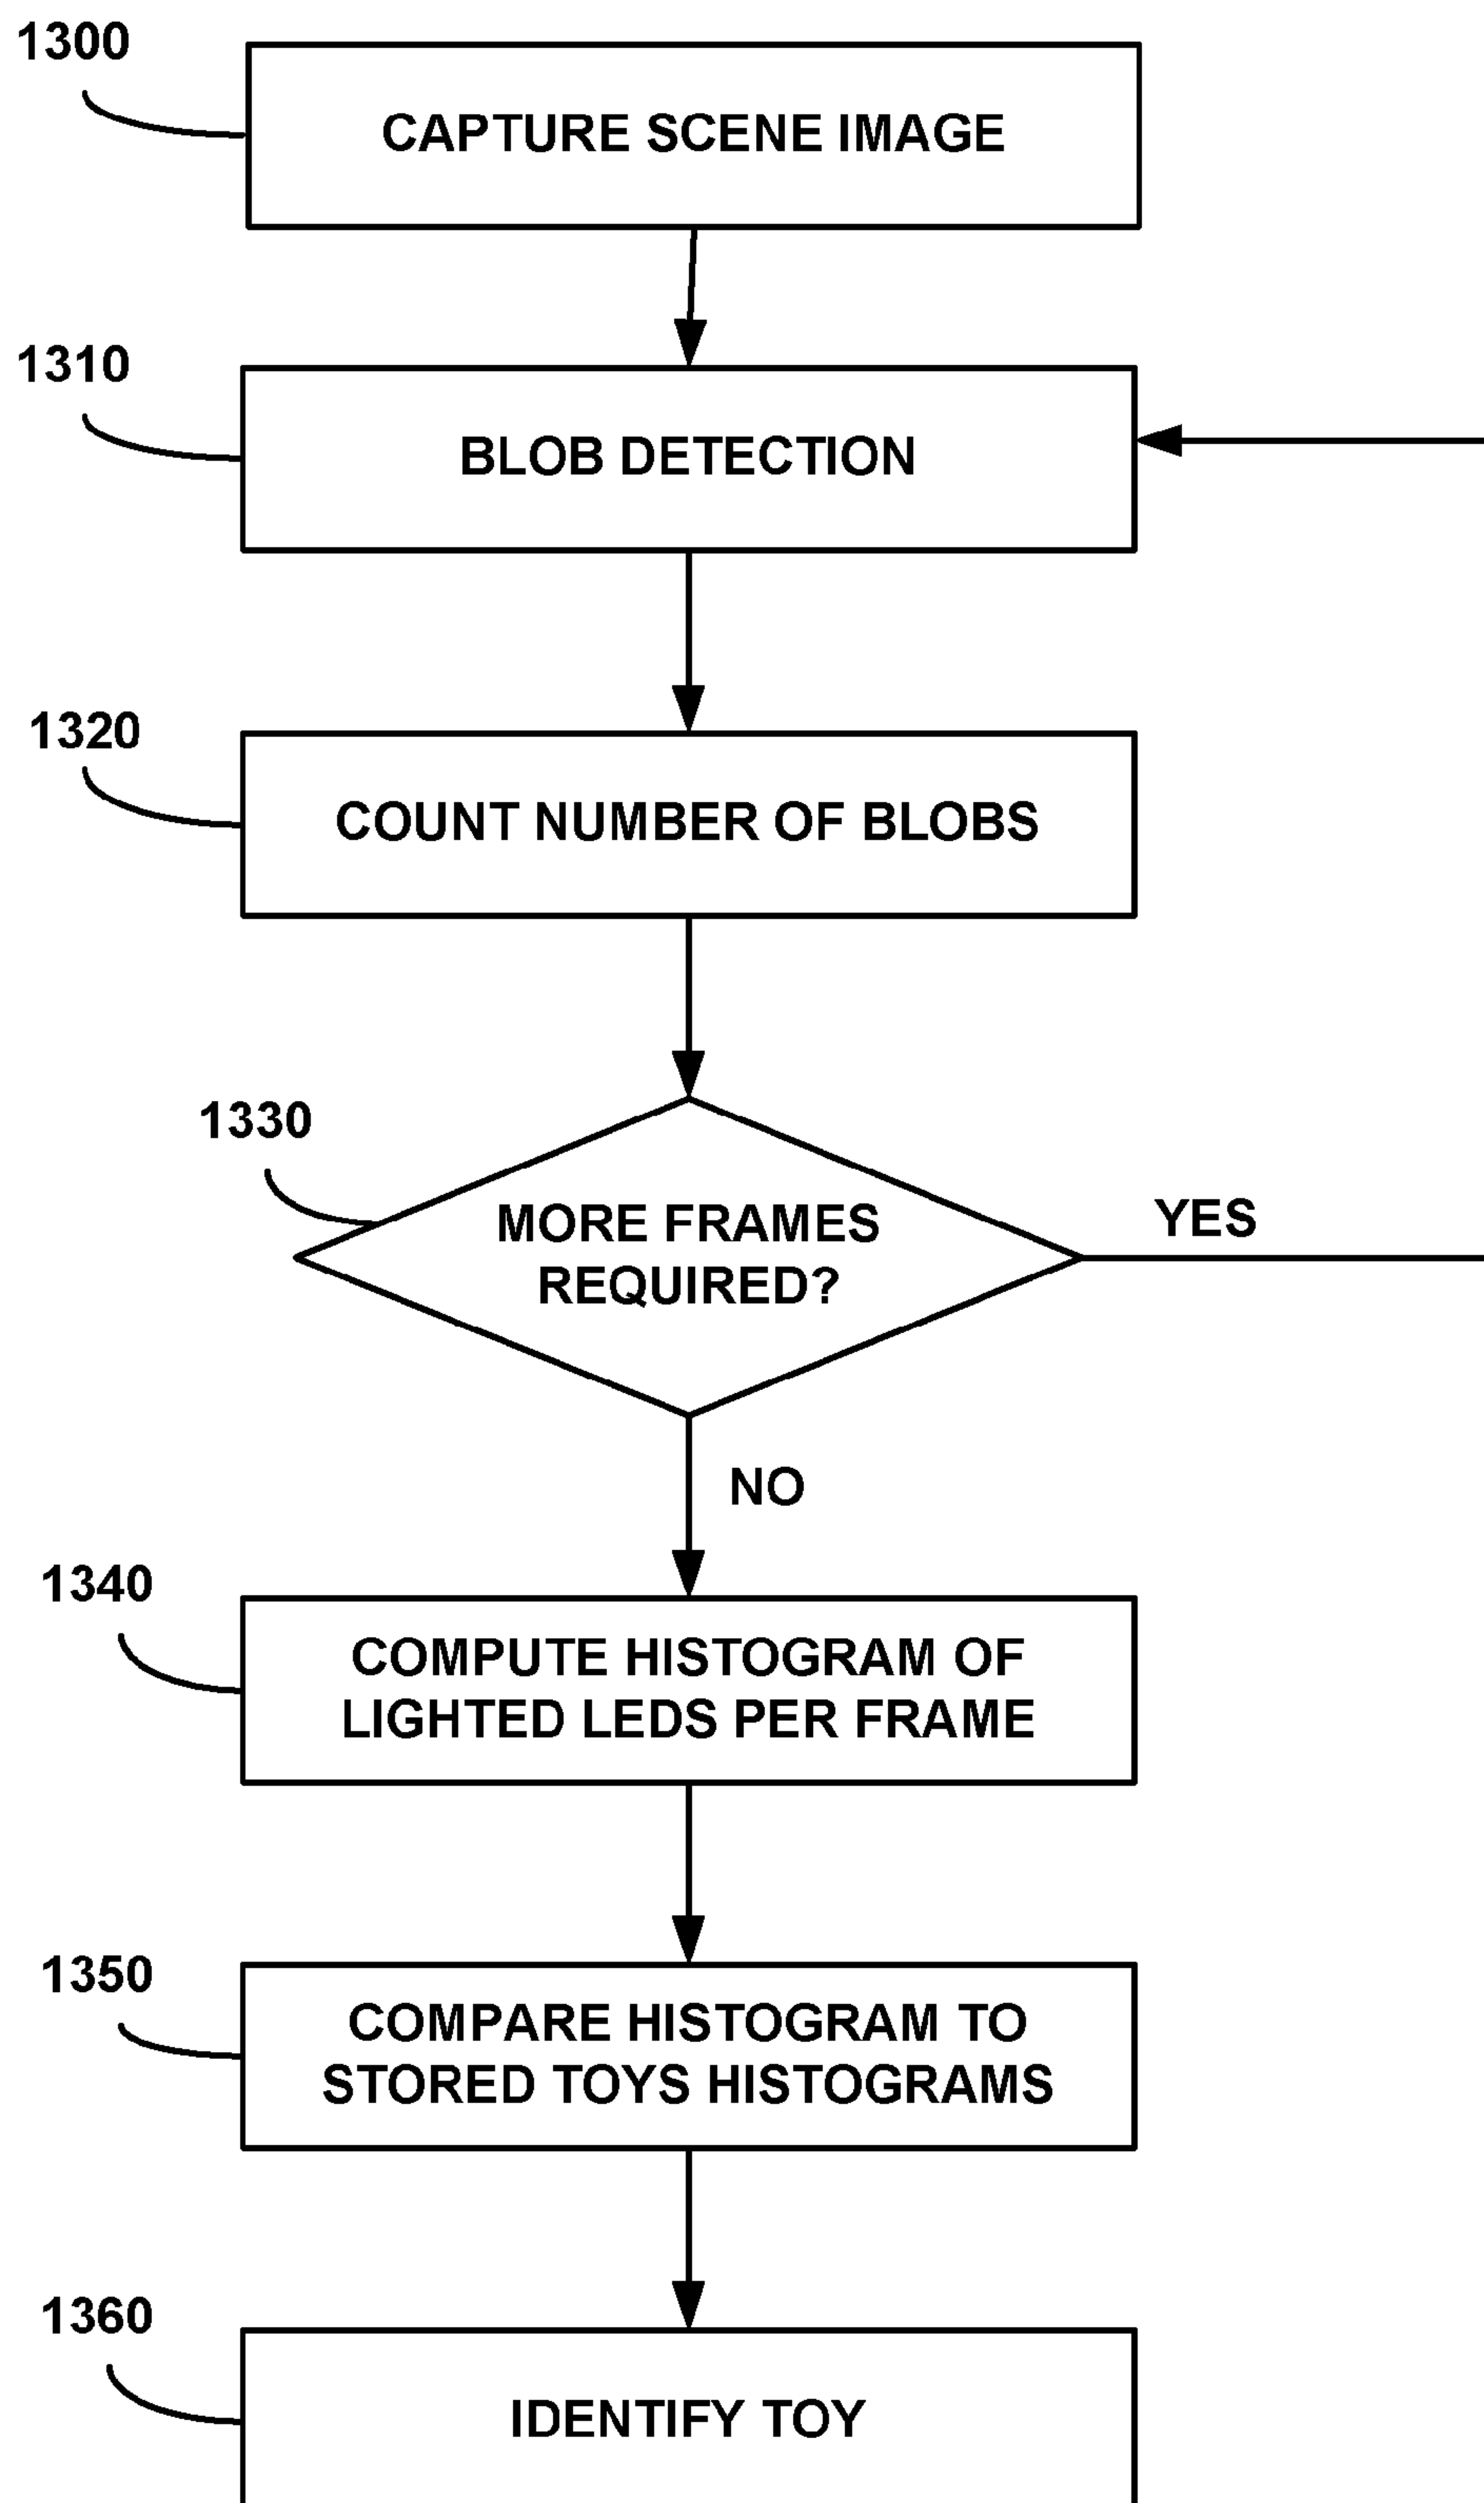 1300
CAPTURE SCENE IMAGE
1310
BLOB DETECTION
1320
COUNT NUMBER OF BLOBS
1330
MORE FRAMES
REQUIRED?
YES
NO
1340
COMPUTE HISTOGRAM OF
LIGHTED LEDS PER FRAME
1350
COMPARE HISTOGRAM TO
STORED TOYS HISTOGRAMS
1360
IDENTIFY TOY